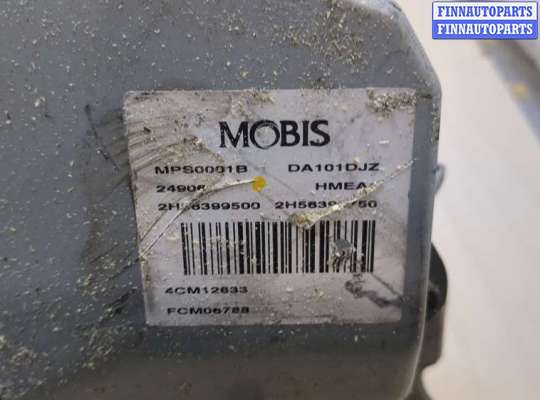 FINNAUTOPARTS
FINNAUTOPARTS
MOBIS
MPS0001B DA101DJZ
HMEA
4CM12633
FCM06788